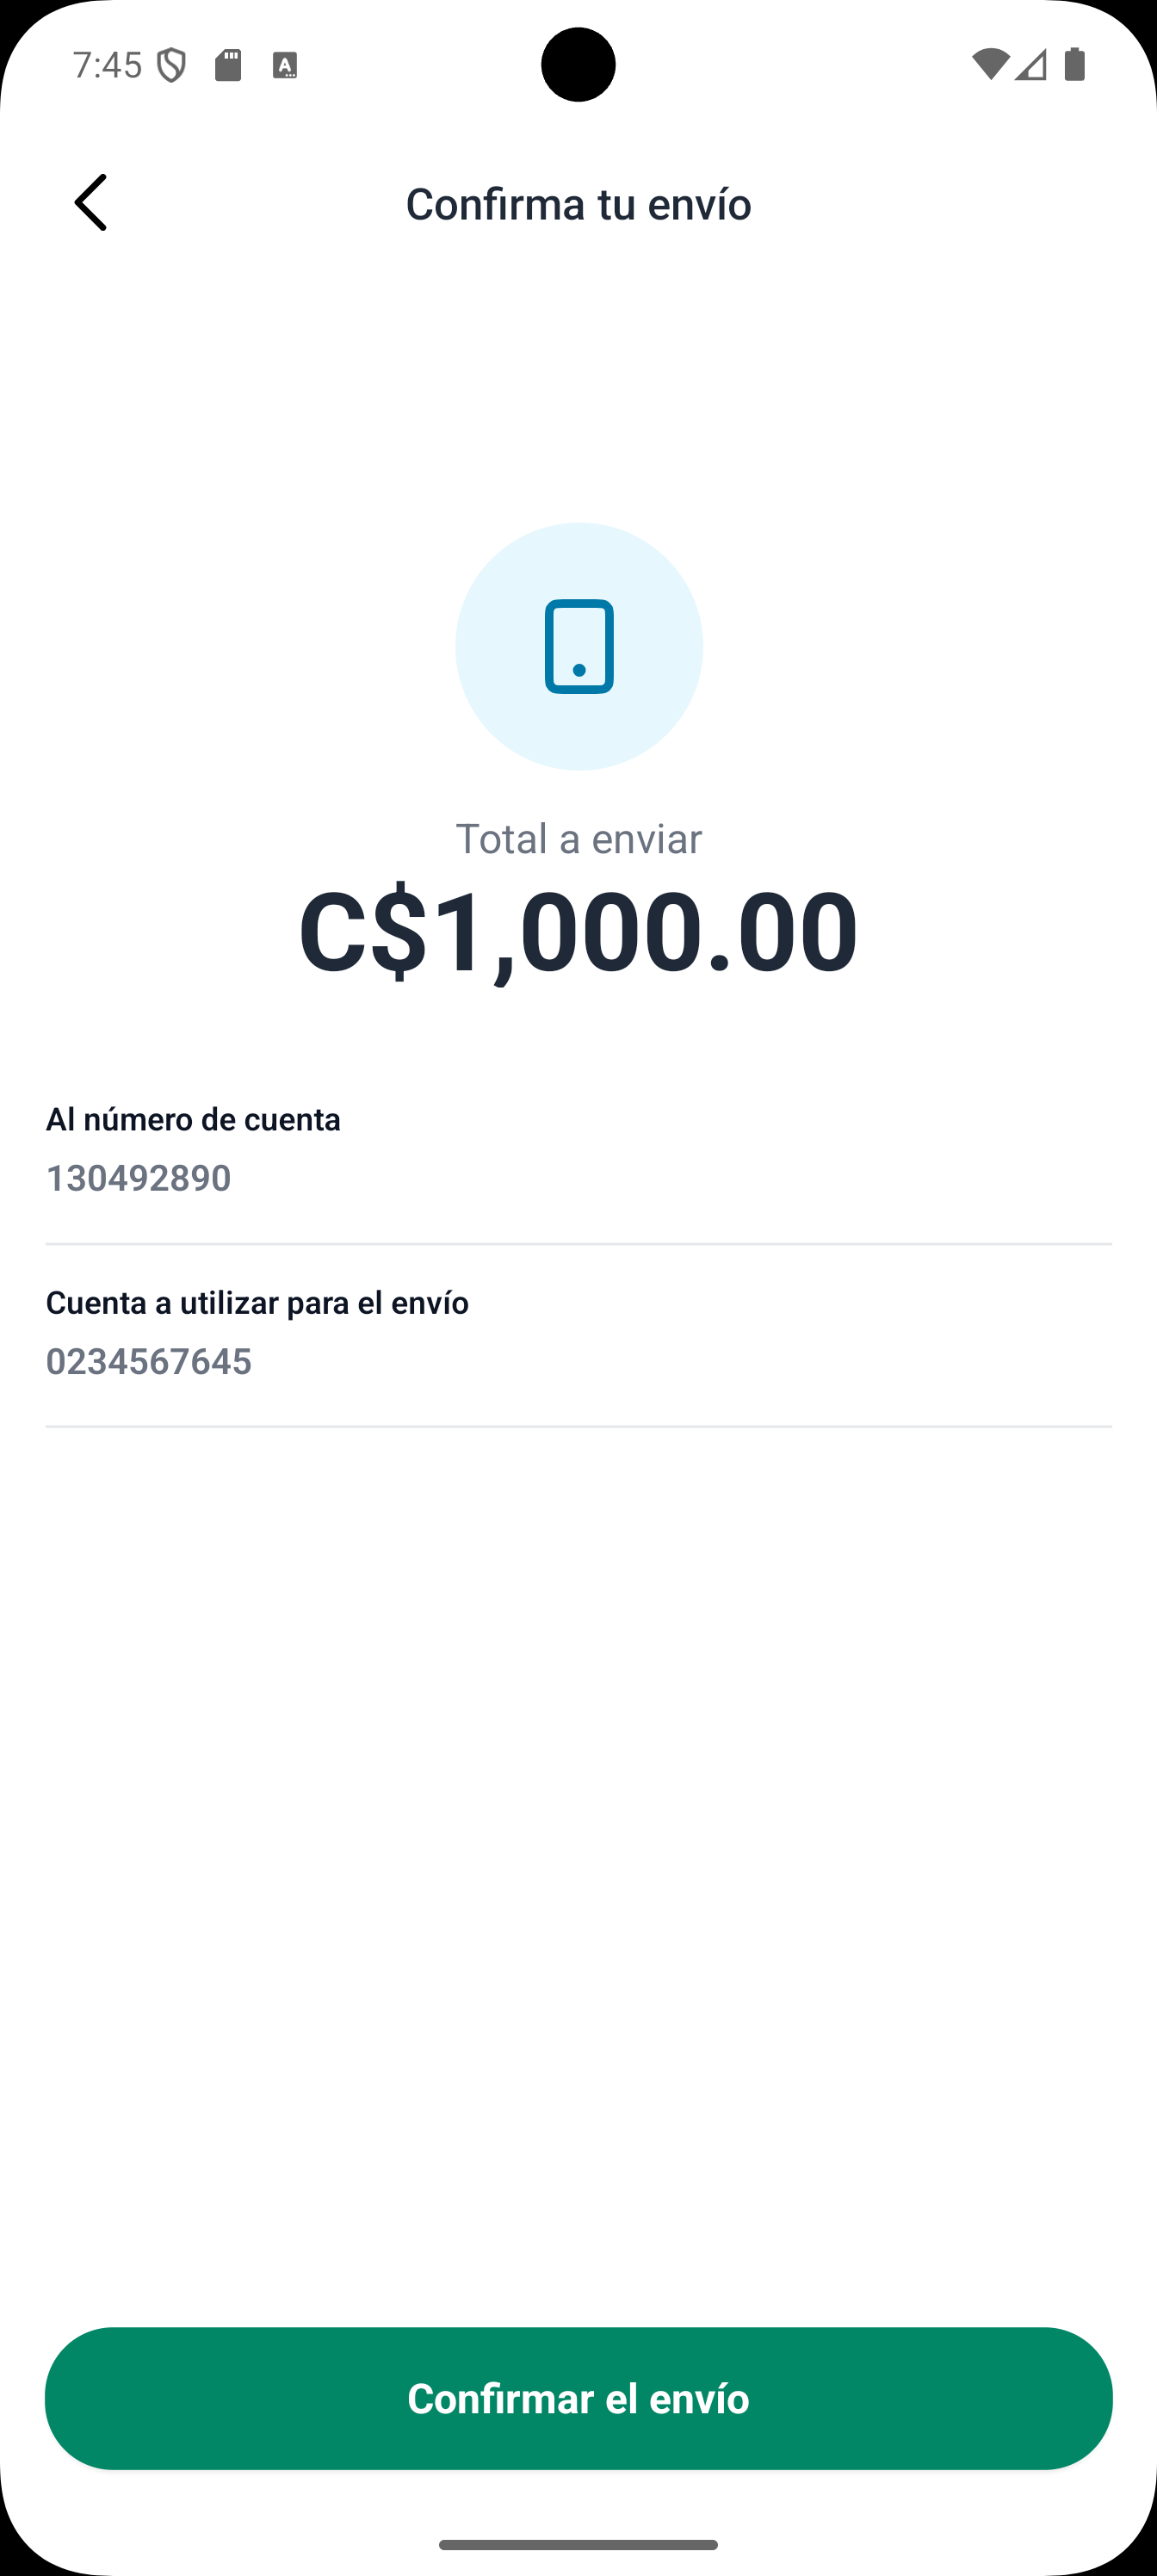 7:45
Confirma tu envío
Total a enviar
C$1,000.00
Al número de cuenta
130492890
Cuenta a utilizar para el envío
0234567645
Confirmar el envío